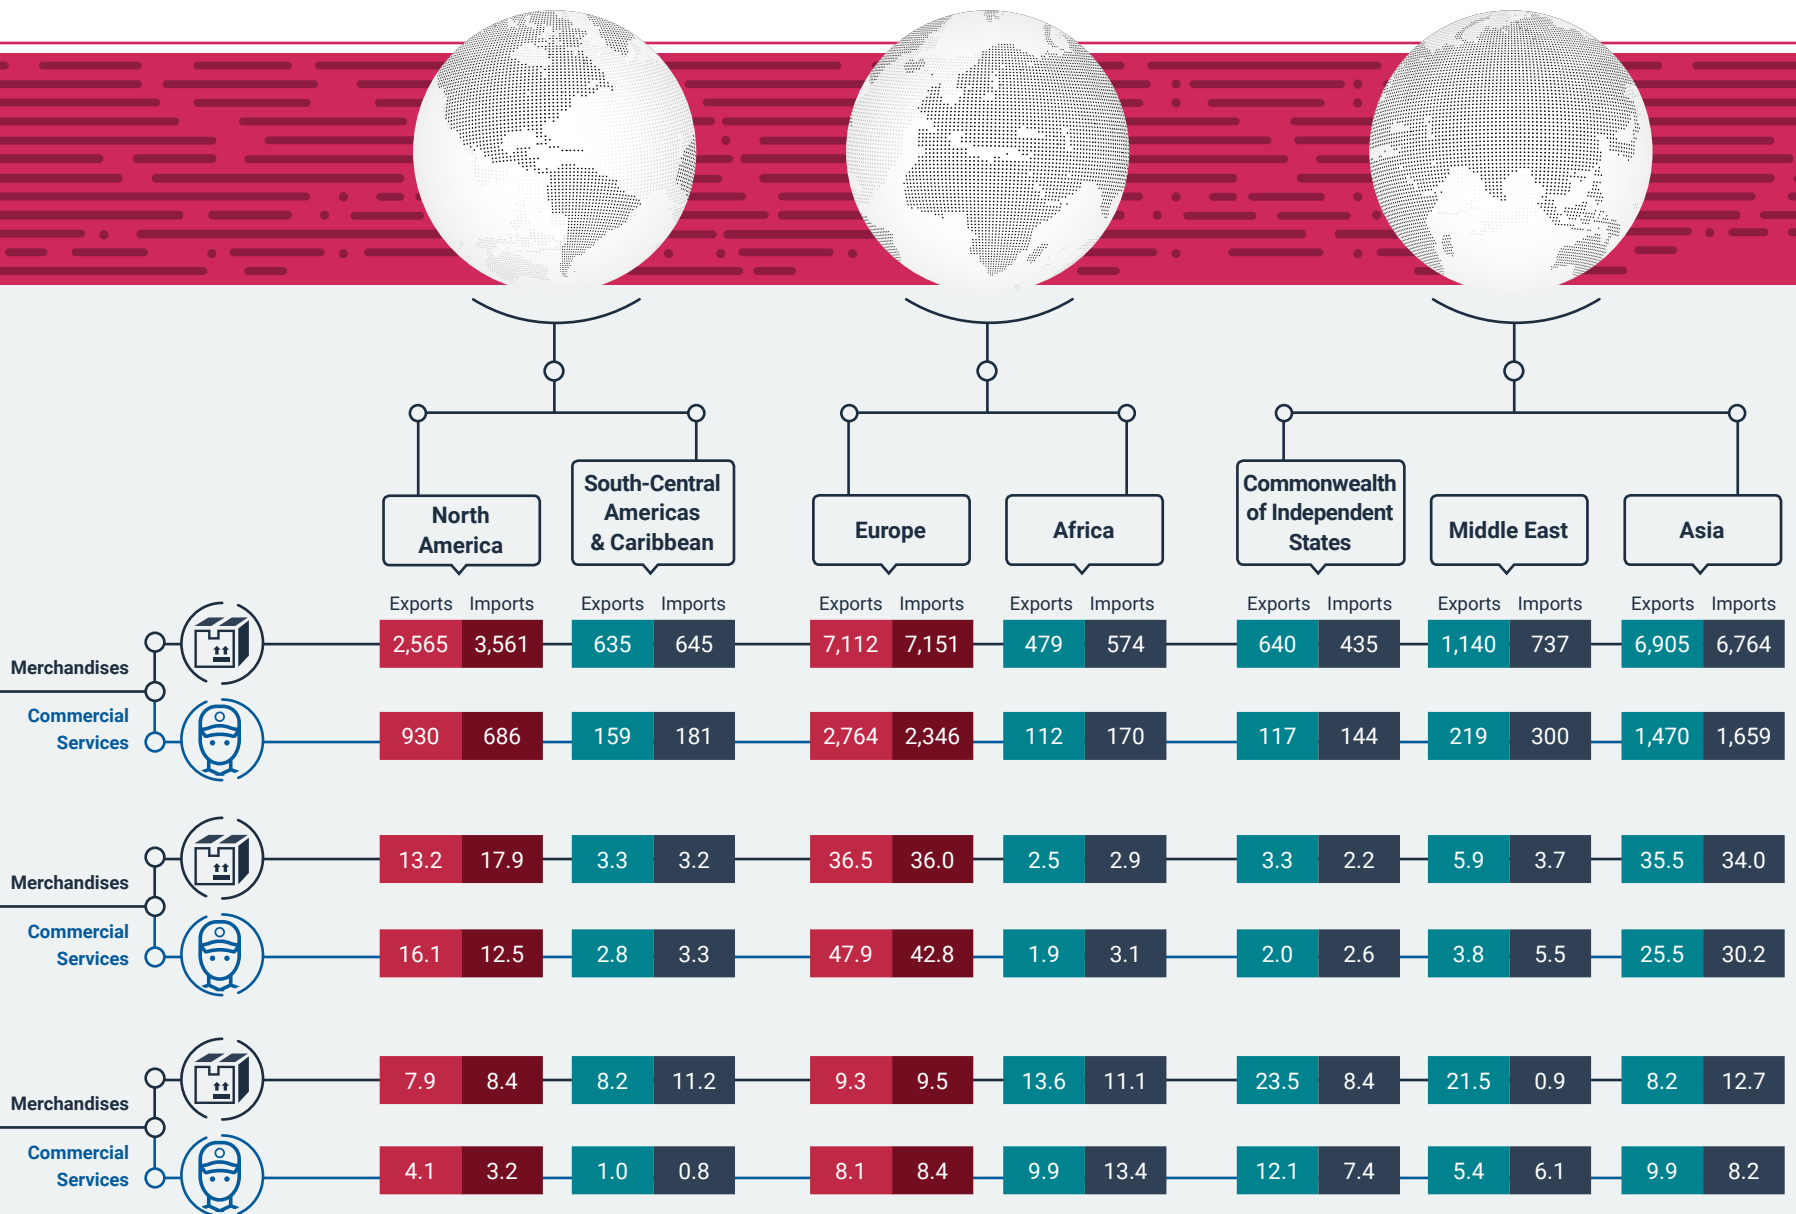 North
America
South-Central
Americas
& Caribbean
Europe
Africa
Commonwealth
of Independent
States
Middle East
Asia
Exports Imports Exports Imports Exports Imports Exports Imports Exports Imports Exports Imports Exports Imports
Merchandises
2,565 3,561 635 645 7,112 7,151 479 574 640 435 1,140 737 6,905 6,764
Commercial
Services
930 686 159 181 2,764 2,346 112 170 117 144 219 300 1,470 1,659
Merchandises
13.2 17.9 3.3 3.2 36.5 36.0 2.5 2.9 3.3 2.2 5.9 3.7 35.5 34.0
Commercial
Services
16.1 12.5 2.8 3.3 47.9 42.8 1.9 3.1 2.0 2.6 3.8 5.5 25.5 30.2
Merchandises
7.9 8.4 8.2 11.2 9.3 9.5 13.6 11.1 23.5 8.4 21.5 0.9 8.2 12.7
Commercial
Services
4.1 3.2 1.0 0.8 8.1 8.4 9.9 13.4 12.1 7.4 5.4 6.1 9.9 8.2